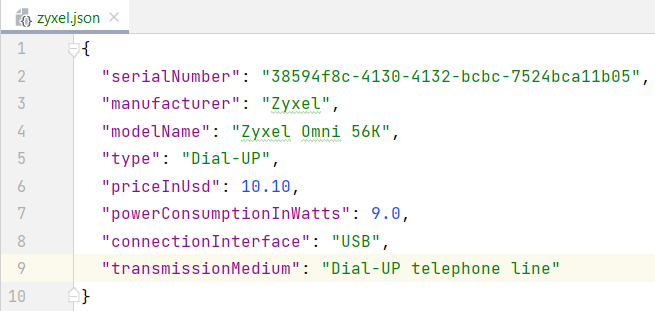 zyxel.json
1 {
2 "serialNumber": "38594f8c-4130-4132-bcbc-7524bca11b05",
3 "manufacturer": "Zyxel",
4 "modelName": "Zyxel Omni 56K",
5 "type": "Dial-UP",
6 "priceInUsd": 10.10,
7 "powerConsumptionInWatts": 9.0,
8 "connectionInterface": "USB",
9 "transmissionMedium": "Dial-UP telephone line"
10 }